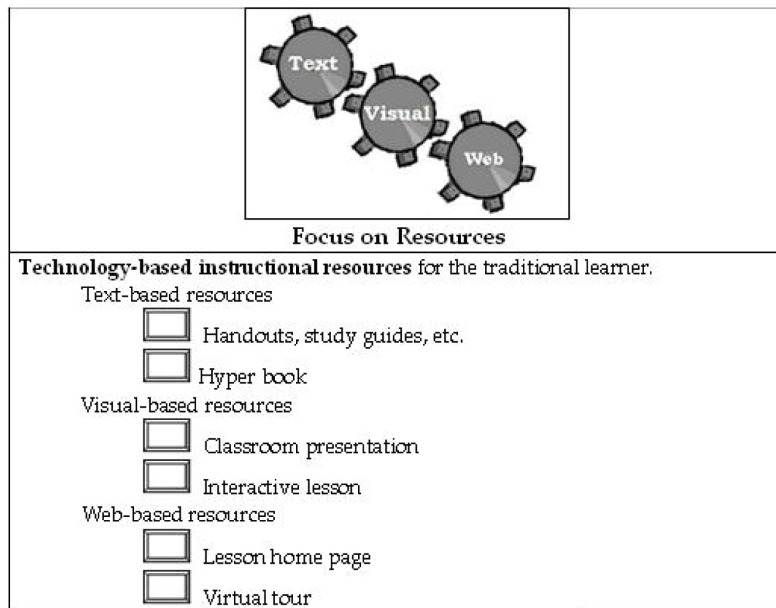 Text
Visual
Web
Focus on Resources
Technology-based instructional resources for the traditional learner.
Text-based resources
Handouts, study guides, etc.
Hyper book
Visual-based resources
Classroom presentation
Interactive lesson
Web-based resources
Lesson home page
Virtual tour